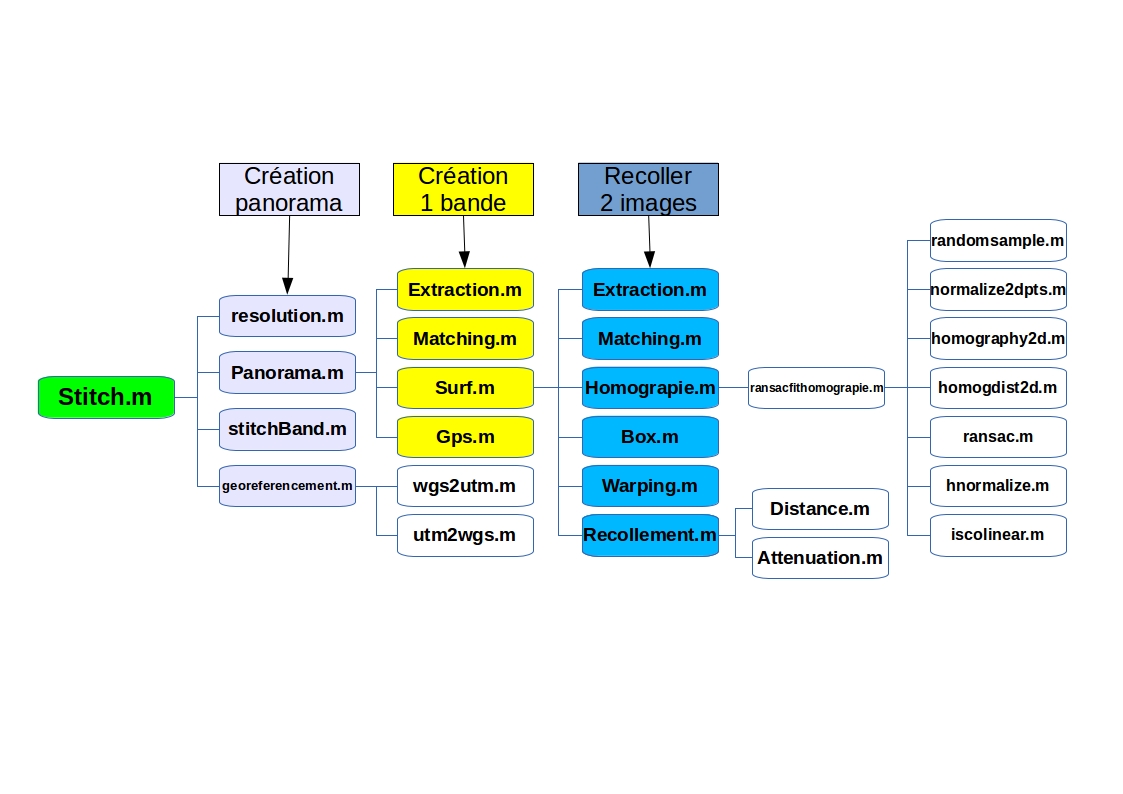 Création
panorama
Création
1 bande
Recoller
2 images
Stitch.m
resolution.m
Panorama.m
stitchBand.m
georeferencement.m
Extraction.m
Matching.m
Surf.m
Gps.m
wgs2utm.m
utm2wgs.m
Extraction.m
Matching.m
Homograpie.m
Box.m
Warping.m
Recollement.m
ransacfithomograpie.m
Distance.m
Attenuation.m
randomsample.m
normalize2dpts.m
homography2d.m
homogdist2d.m
ransac.m
hnormalize.m
iscolinear.m